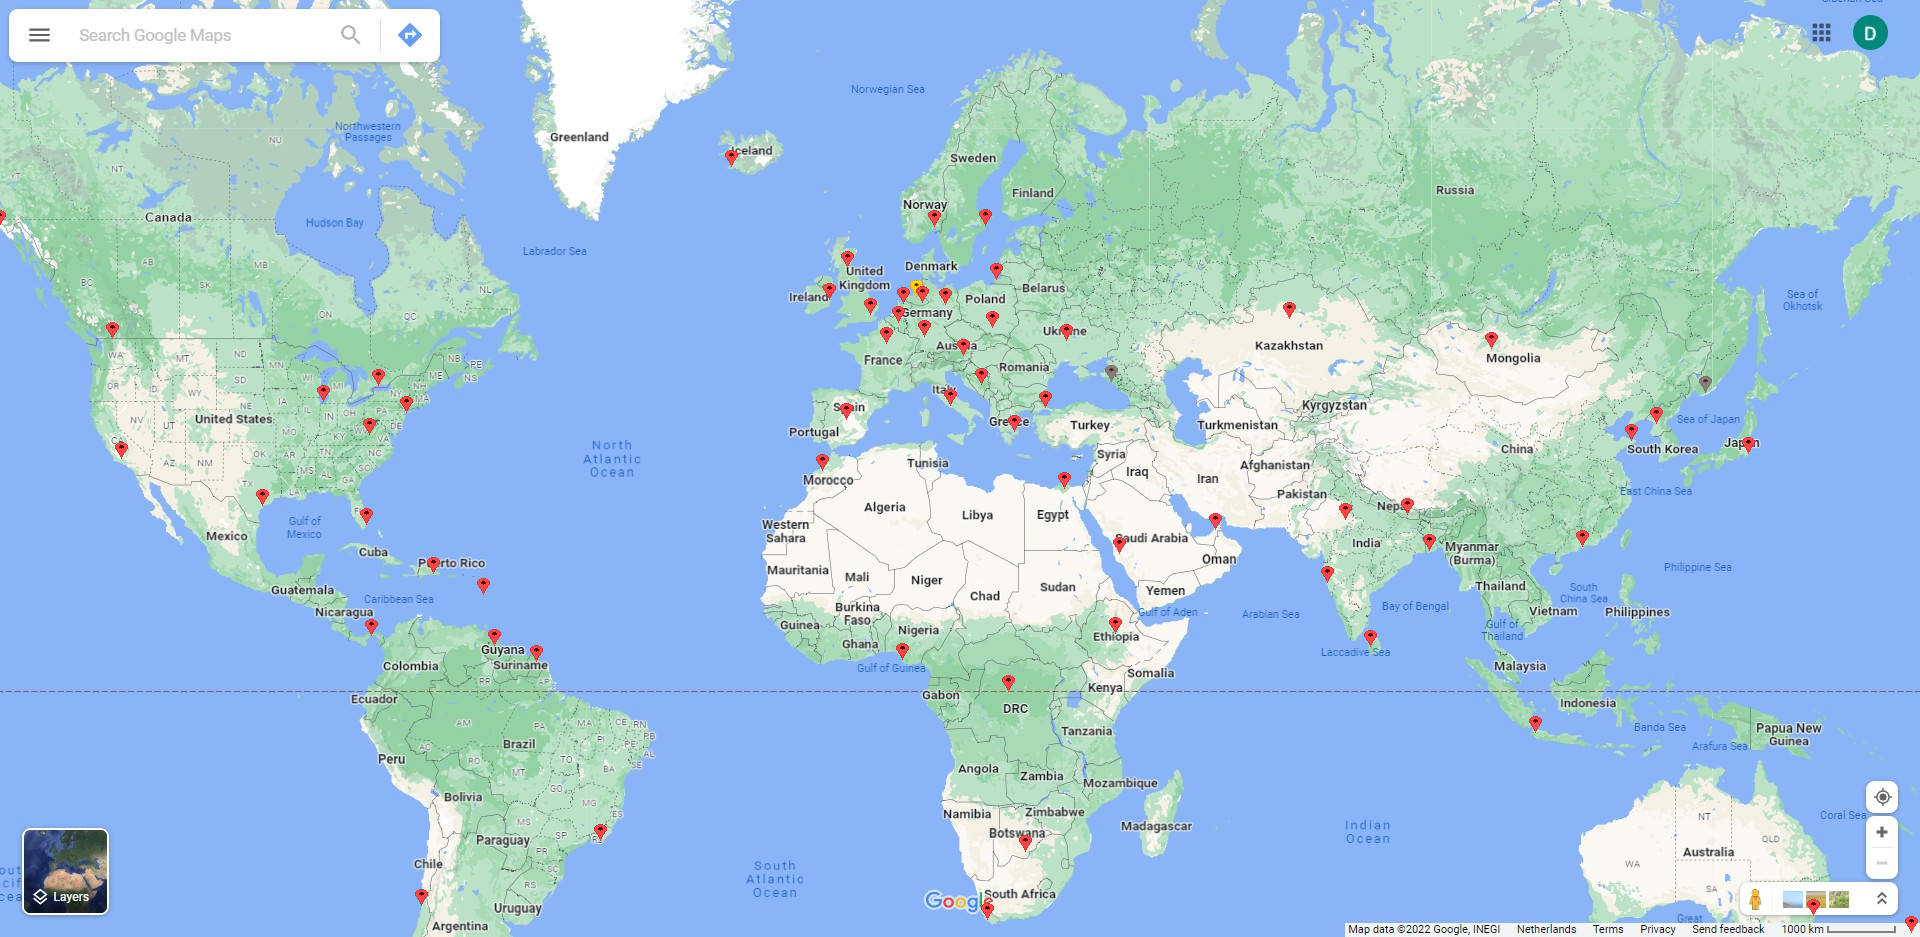 Search Google Maps
D
Norwegian Sea
Northwestern
Passages
Greenland
Iceland
Sweden
Finland
Russia
Norway
NU
NT
YT
Canada
Hudson Bay
Labrador Sea
United
Kingdom
Denmark
Ireland
Poland
Belarus
Germany
Sea of
Okhotsk
BC
AB
SK
MB
ON
QC
NL
NB
PE
NS
Ukraine
Kazakhstan
Mongolia
Austria
France
Romania
Italy
Spain
Portugal
Greece
Turkey
Kyrgyzstan
Turkmenistan
China
Sea of Japan
Japan
South Korea
WA
MT
ND
MN
SD
WI
MI
ME
NH
OR
ID
NE
IA
IL
IN
OH
PA
United States
NV
UT
MO
KY
VA
DE
CA
AZ
NM
OK
AR
TN
NC
SC
TX
LA
GA
North
Atlantic
Ocean
Tunisia
Syria
Iraq
Iran
Afghanistan
Pakistan
Morocco
Algeria
Libya
Egypt
Nepal
East China Sea
Gulf of
Mexico
Mexico
Cuba
Western
Sahara
Saudi Arabia
Oman
India
Myanmar
(Burma)
Philippine Sea
Puerto Rico
Guatemala
Caribbean Sea
Nicaragua
Mauritania
Mali
Niger
Chad
Sudan
Yemen
Gulf of Aden
Arabian Sea
Bay of Bengal
Thailand
South
China Sea
Vietnam
Philippines
Burkina
Faso
Guinea
Ghana
Nigeria
Ethiopia
Gulf of
Thailand
Gulf of Guinea
Laccadive Sea
Guyana
Suriname
Colombia
Somalia
Malaysia
Ecuador
Gabon
Kenya
DRC
Indonesia
RR
AP
AM
PA
MA
CE
RN
PB
PI
PE
AL
SE
AC
RO
TO
BA
MT
GO
MG
ES
MS
SP
PR
RS
SC
Brazil
Peru
Tanzania
Banda Sea
Arafura Sea
Papua New
Guinea
Bolivia
Angola
Zambia
Mozambique
Namibia
Zimbabwe
Botswana
Madagascar
Indian
Ocean
Coral Sea
Paraguay
Chile
NT
QLD
WA
SA
Australia
South
Atlantic
Ocean
South Africa
Uruguay
Argentina
Layers
Google
Great
Map data ©2022 Google, INEGI
Netherlands
Terms
Privacy
Send feedback
1000 km